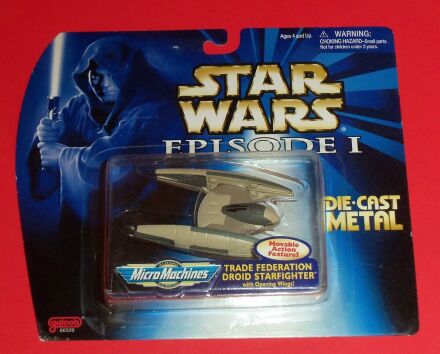 Ages 4 and Up
WARNING:
CHOKING HAZARD-Small parts.
Not for children under 3 years.
STAR
WARS
EPISODE I
DIE-CAST
METAL
Movable
Action
Feature!
MicroMachines
TRADE FEDERATION
DROID STARFIGHTER
with Opening Wings!
galoob
66520